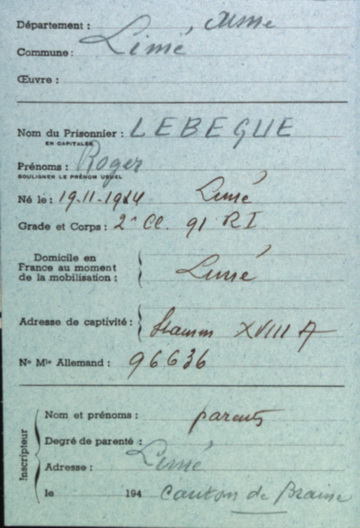 Département : Aisne
Commune : Limé
Œuvre :
Nom du Prisonnier : LEBEGUE
EN CAPITALES
Prénoms : Roger
SOULIGNER LE PRÉNOM USUEL
Né le : 19-11-1914 Limé
Grade et Corps : 2e Cl. 91 RI
Domicile en
France au moment
de la mobilisation : Limé
Adresse de captivité : Stamm XVIII A
No Mle Allemand : 96636
Inscripteur
Nom et prénoms : parents
Degré de parenté :
Adresse : Limé
le 194 Canton de Braine